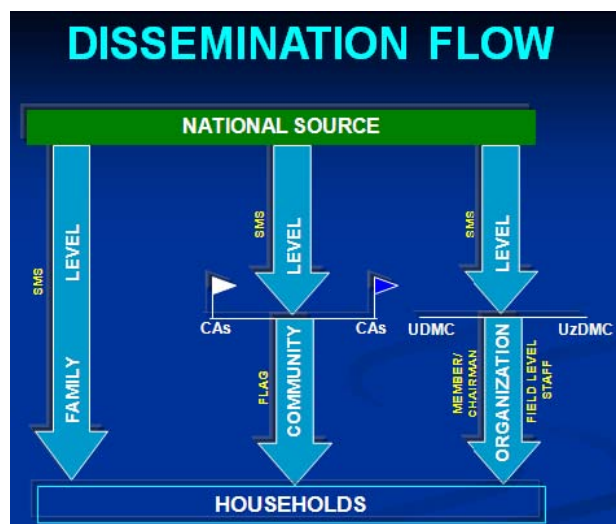 DISSEMINATION FLOW
NATIONAL SOURCE
SMS
FAMILY LEVEL
SMS
LEVEL
CAs
CAs
FLAG
COMMUNITY
SMS
LEVEL
UDMC
UzDMC
MEMBER/
CHAIRMAN
ORGANIZATION
FIELD LEVEL
STAFF
HOUSEHOLDS